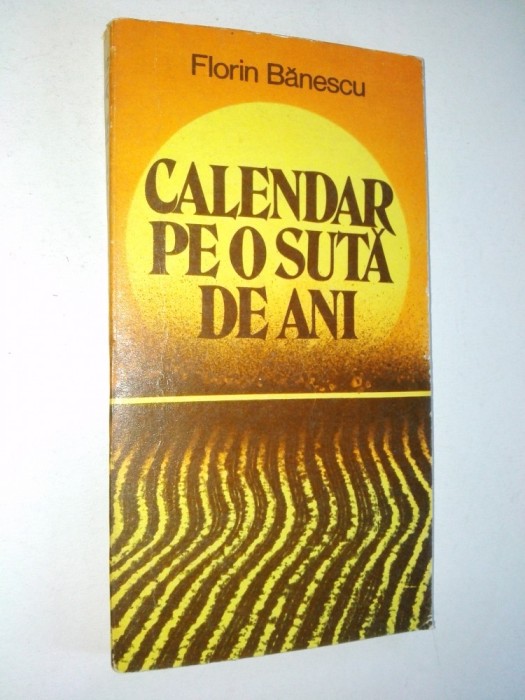 Florin Bănescu
CALENDAR
PE O SUTĂ
DE ANI